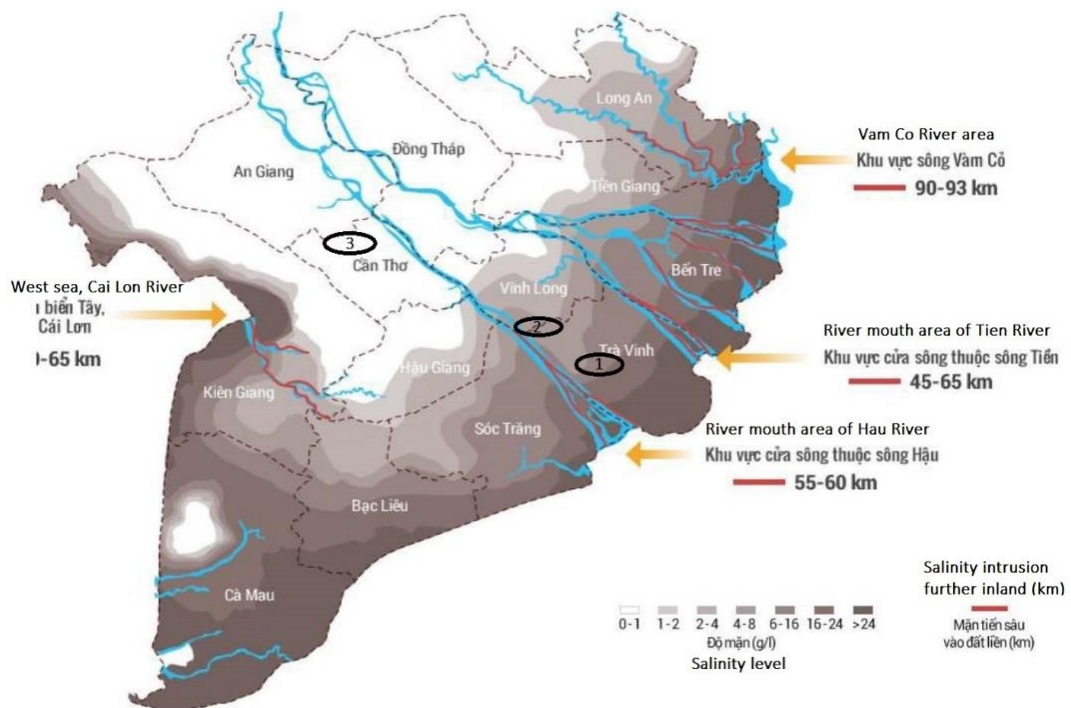 Long An
Vam Co River area
Khu vực sông Vàm Cỏ
90-93 km
Đồng Tháp
An Giang
Tiền Giang
3
Cần Thơ
Bến Tre
West sea, Cai Lon River
biển Tây,
Cái Lớn
-65 km
Vĩnh Long
2
Trà Vinh
1
River mouth area of Tien River
Khu vực cửa sông thuộc sông Tiền
45-65 km
Hậu Giang
Kiên Giang
Sóc Trăng
River mouth area of Hau River
Khu vực cửa sông thuộc sông Hậu
55-60 km
Bạc Liêu
Cà Mau
Salinity intrusion
further inland (km)
Mặn tiến sâu
vào đất liền (km)
0-1 1-2 2-4 4-8 6-16 16-24 >24
Độ mặn (g/l)
Salinity level